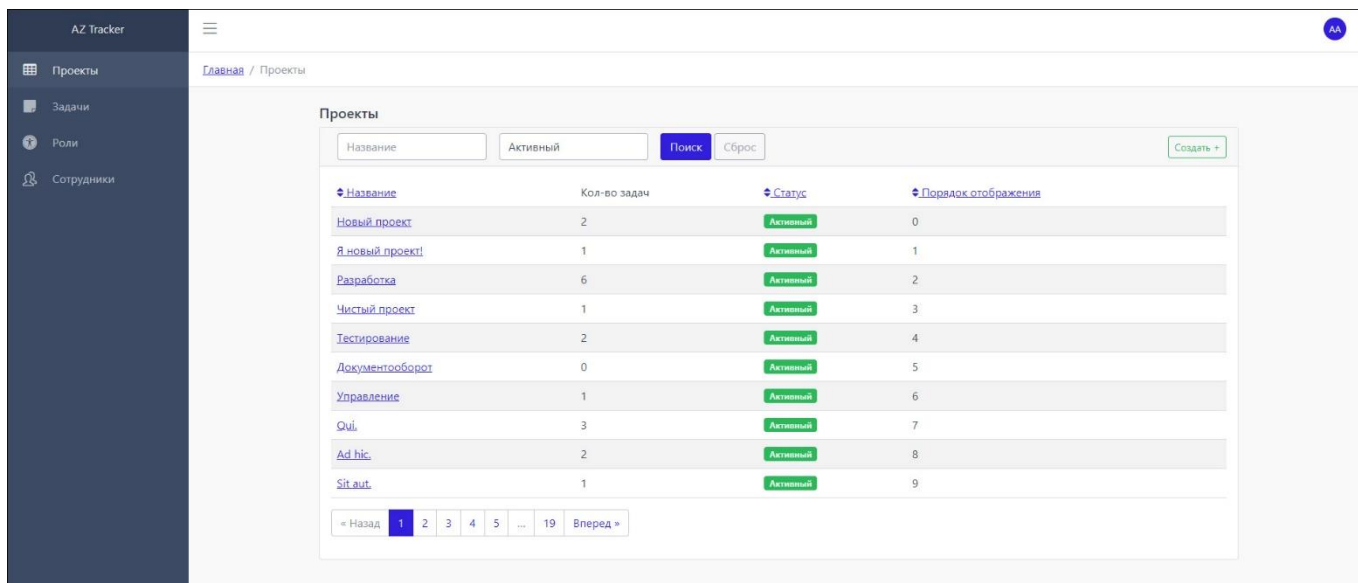 AZ Tracker
AA
Проекты
Задачи
Роли
Сотрудники
Главная / Проекты
Проекты
Название Активный Поиск Сброс Создать +
Название Кол-во задач Статус Порядок отображения
Новый проект 2 Активный 0
Я новый проект! 1 Активный 1
Разработка 6 Активный 2
Чистый проект 1 Активный 3
Тестирование 2 Активный 4
Документооборот 0 Активный 5
Управление 1 Активный 6
Qui. 3 Активный 7
Ad hic. 2 Активный 8
Sit aut. 1 Активный 9
« Назад 1 2 3 4 5 ... 19 Вперед »